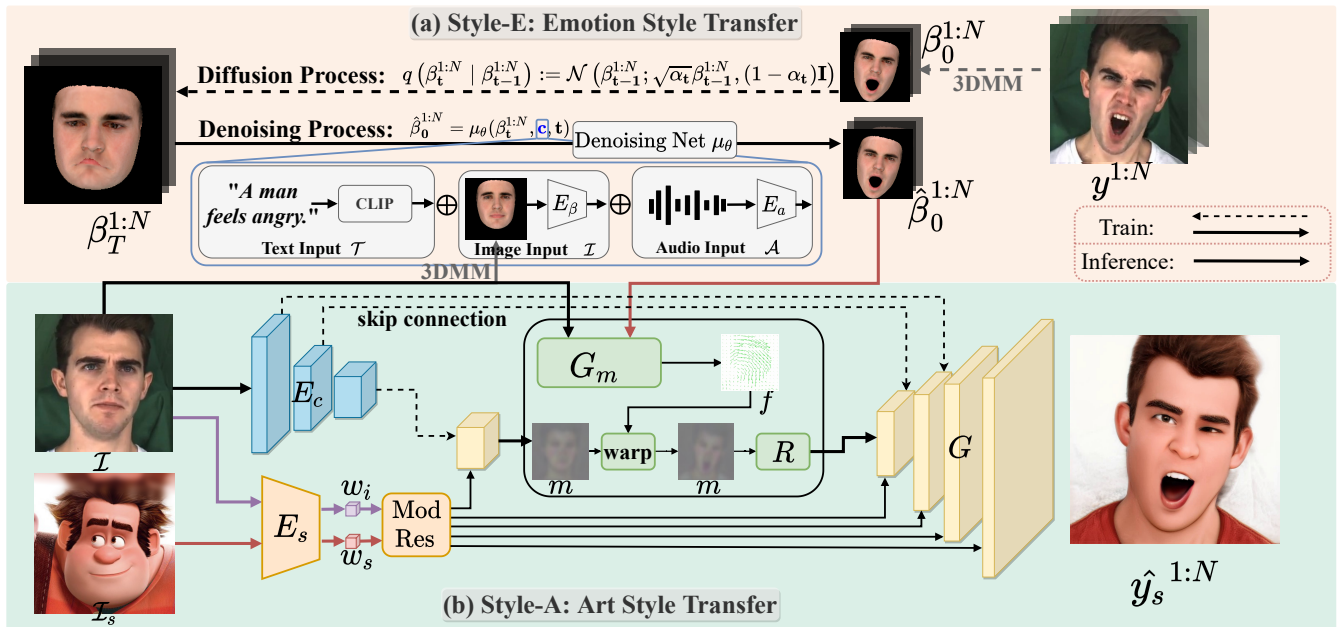 (a) Style-E: Emotion Style Transfer
Diffusion Process: q(β_t^{1:N} | β_{t-1}^{1:N}) := 𝒩(β_{t-1}^{1:N}; √α_t β_{t-1}^{1:N}, (1 − α_t)I)
β_0^{1:N}
3DMM
Denoising Process: β̂_0^{1:N} = μ_θ(β_t^{1:N}, c, t)
Denoising Net μ_θ
"A man
feels angry."
CLIP
⊕
E_β
⊕
E_a
Text Input 𝒯
Image Input ℐ
Audio Input 𝒜
β_T^{1:N}
β̂_0^{1:N}
y^{1:N}
Train:
Inference:
3DMM
skip connection
G_m
f
E_c
warp
R
G
m
m
ℐ
w_i
E_s
Mod
Res
w_s
ℐ_s
ŷ_s^{1:N}
(b) Style-A: Art Style Transfer